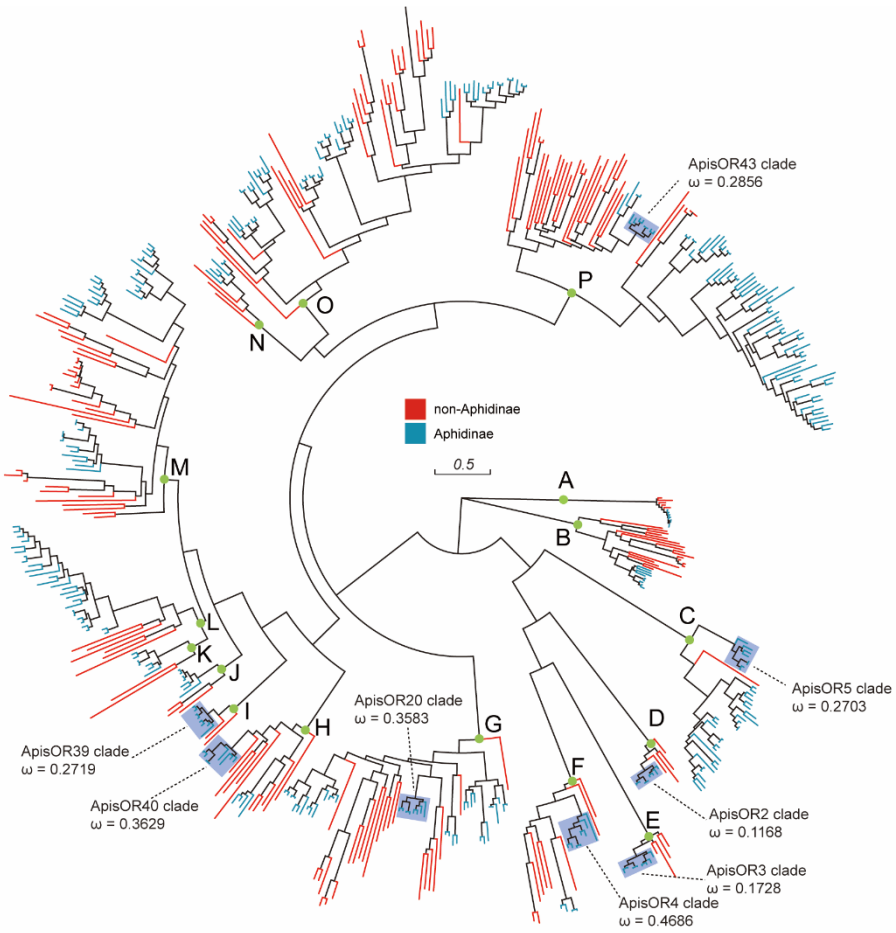 ApisOR43 clade
ω = 0.2856
P
O
N
non-Aphidinae
Aphidinae
0.5
M
A
B
C
L
K
J
I
H
ApisOR20 clade
ω = 0.3583
G
ApisOR5 clade
ω = 0.2703
D
ApisOR39 clade
ω = 0.2719
F
ApisOR40 clade
ω = 0.3629
E
ApisOR2 clade
ω = 0.1168
ApisOR3 clade
ω = 0.1728
ApisOR4 clade
ω = 0.4686